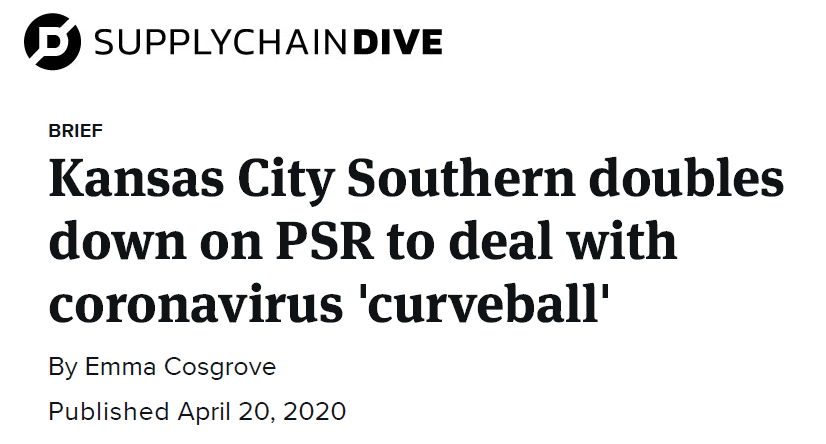 SUPPLYCHAINDIVE
BRIEF
Kansas City Southern doubles
down on PSR to deal with
coronavirus 'curveball'
By Emma Cosgrove
Published April 20, 2020